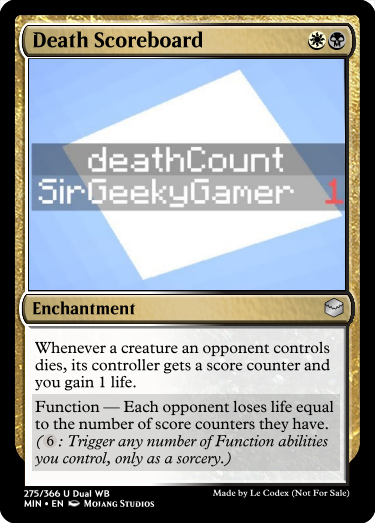 Death Scoreboard
deathCount
SirGeekyGamer 1
Enchantment
Whenever a creature an opponent controls
dies, its controller gets a score counter and
you gain 1 life.
Function — Each opponent loses life equal
to the number of score counters they have.
( 6 : Trigger any number of Function abilities
you control, only as a sorcery.)
275/366 U Dual WB
Made by Le Codex (Not For Sale)
MIN • EN Mojang Studios